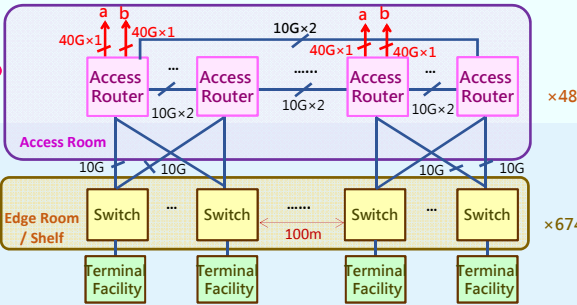 a b
40G×1 40G×1
10G×2
a b
40G×1 40G×1
Access
Router
...
Access
Router
......
Access
Router
...
Access
Router
10G×2
10G×2
10G×2
×48
Access Room
10G
10G
10G
10G
Edge Room
/ Shelf
Switch
...
Switch
......
100m
Switch
...
Switch
×674
Terminal
Facility
Terminal
Facility
Terminal
Facility
Terminal
Facility